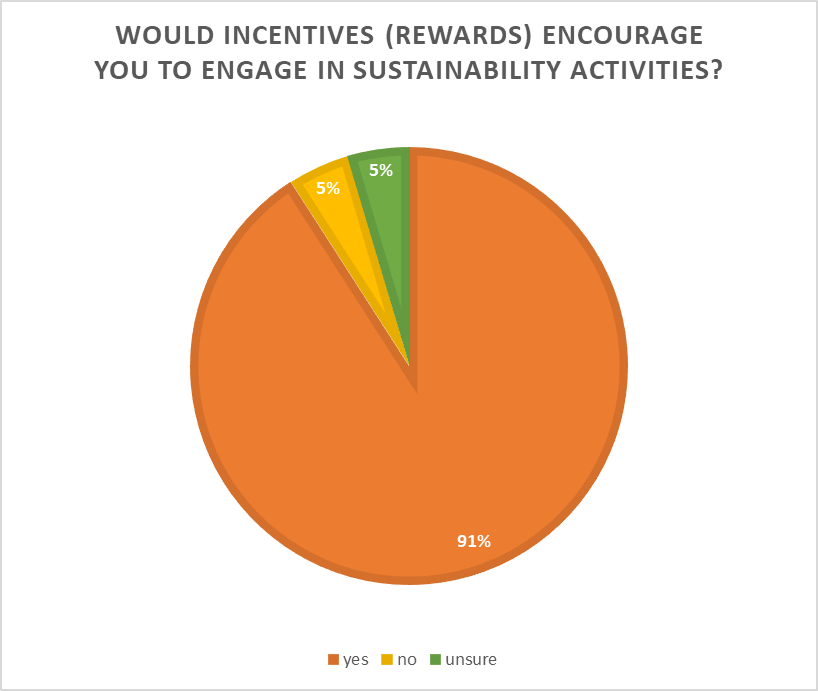 WOULD INCENTIVES (REWARDS) ENCOURAGE
YOU TO ENGAGE IN SUSTAINABILITY ACTIVITIES?
5%
5%
91%
yes no unsure